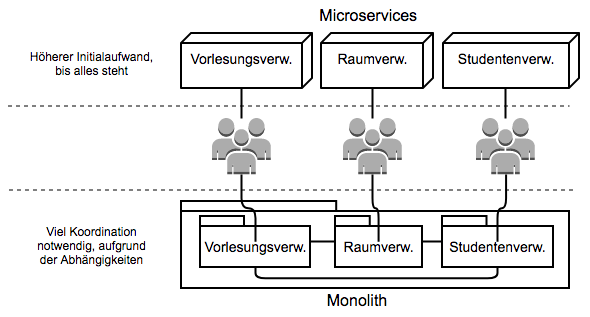 Microservices
Höherer Initialaufwand,
bis alles steht
Vorlesungsverw.
Raumverw.
Studentenverw.
Viel Koordination
notwendig, aufgrund
der Abhängigkeiten
Vorlesungsverw.
Raumverw.
Studentenverw.
Monolith